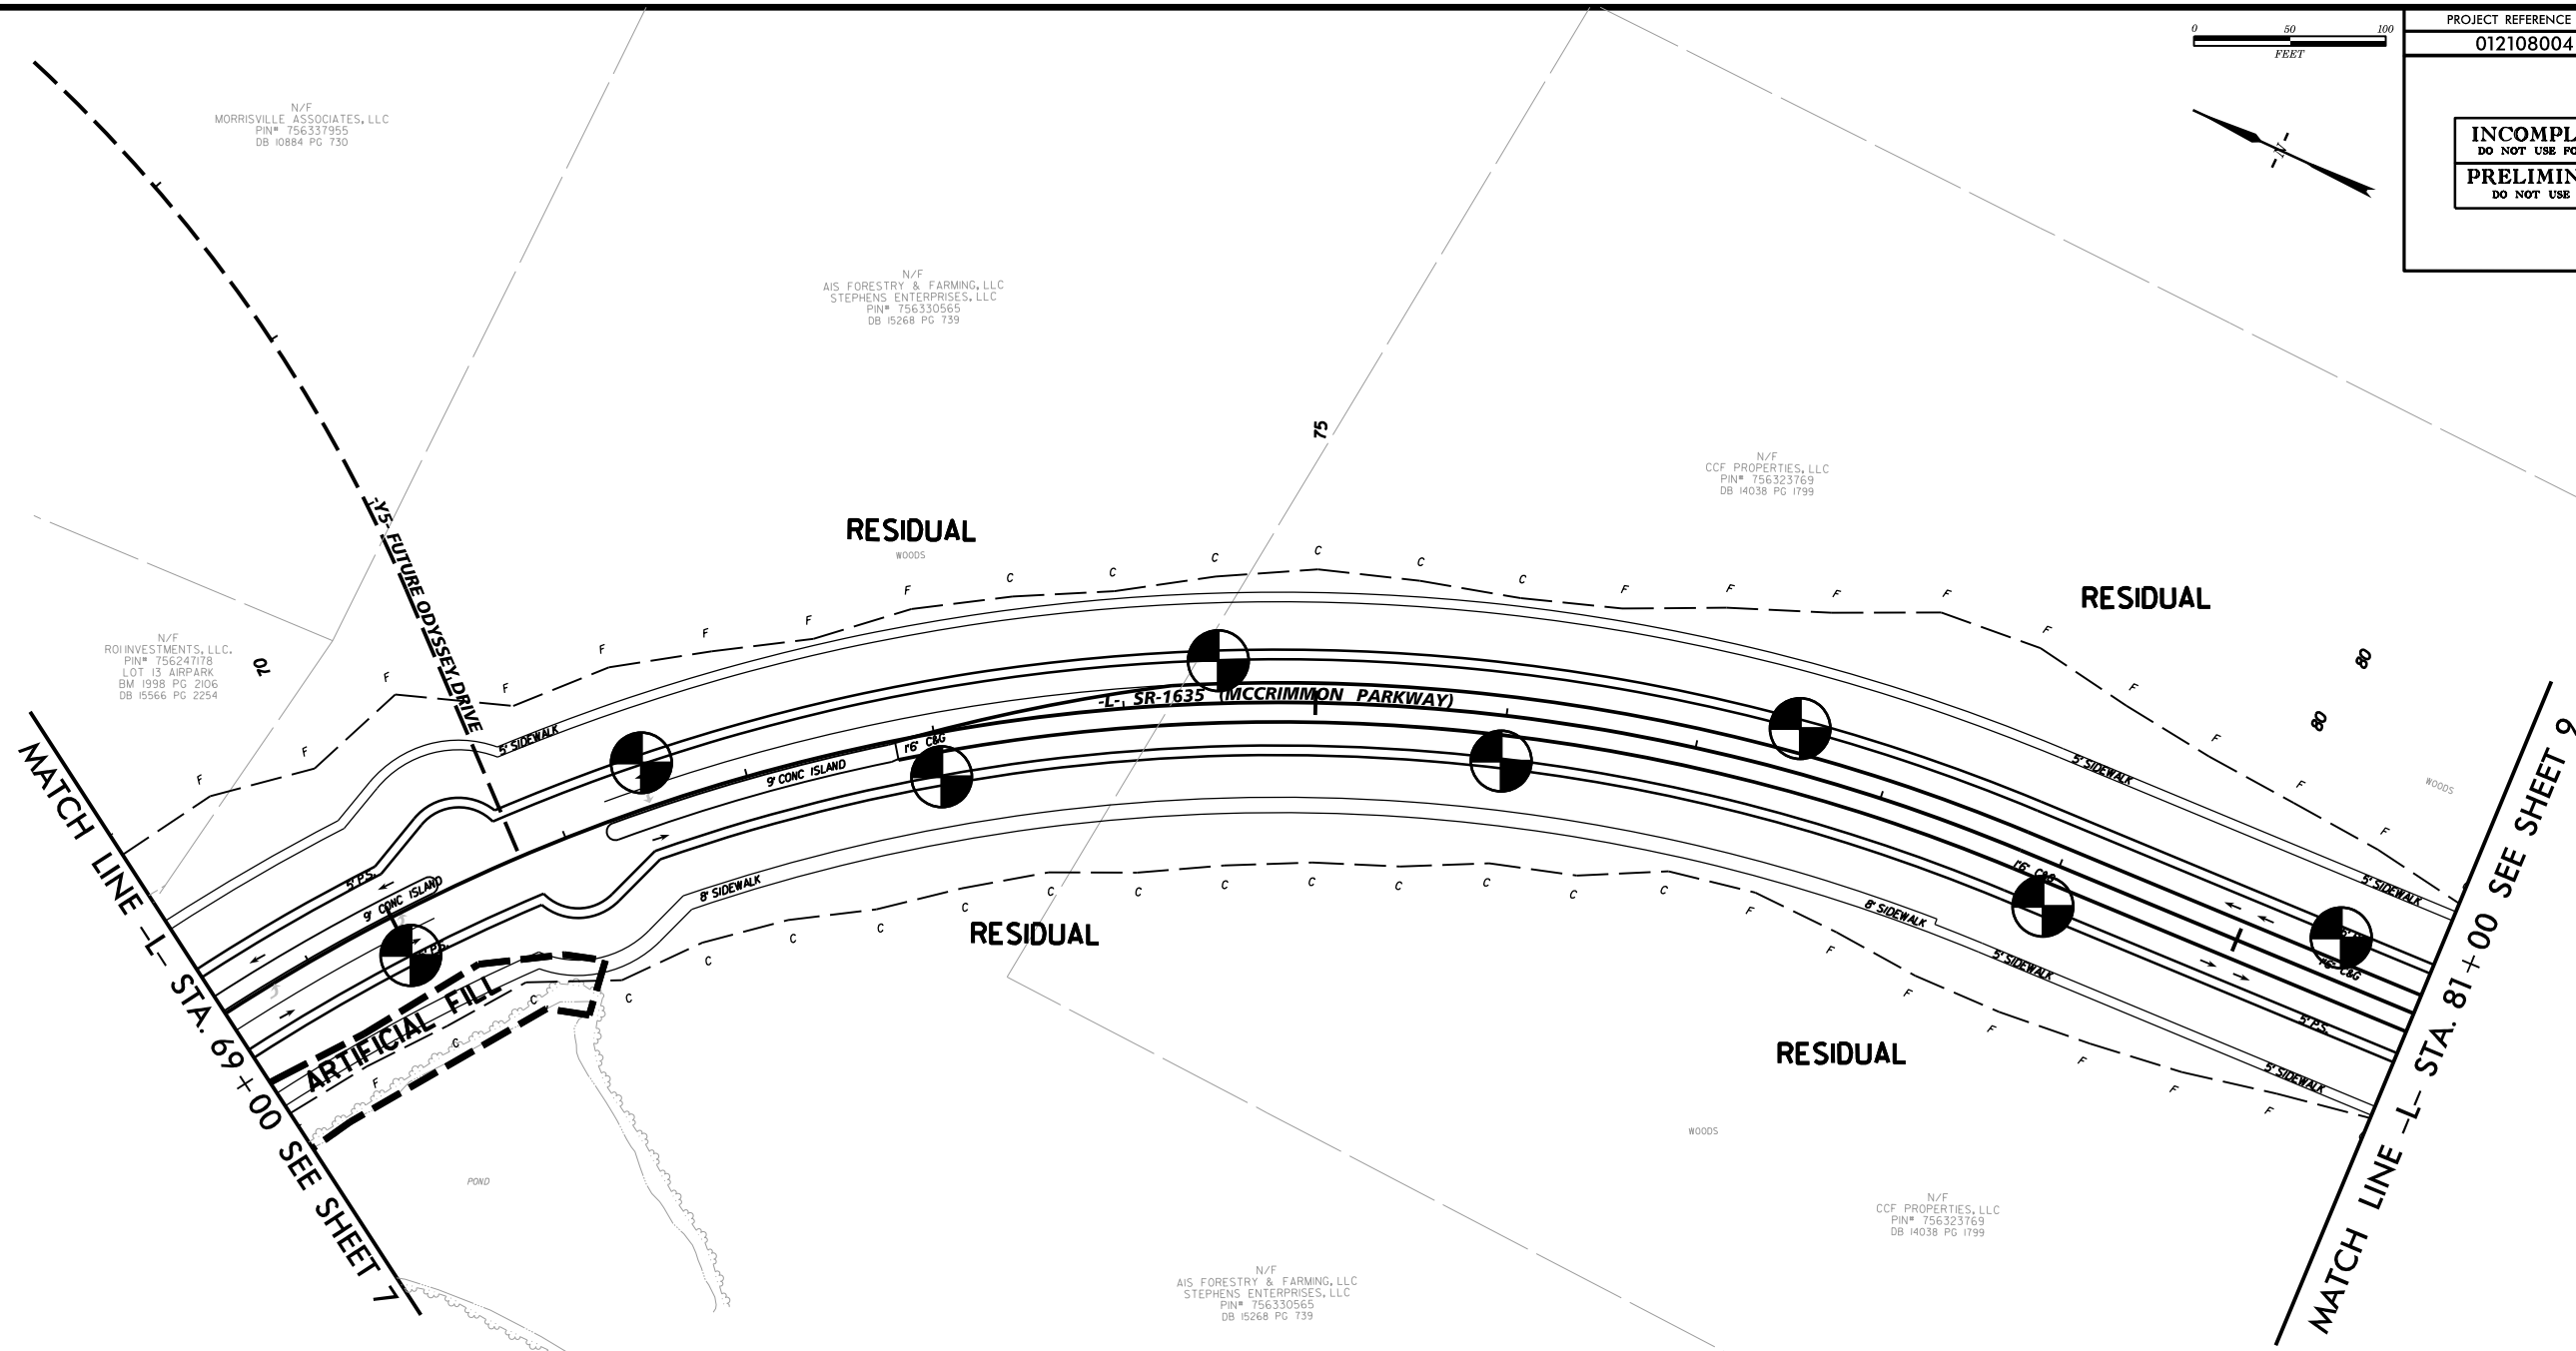 0 50 100
FEET
PROJECT REFERENCE
012108004
INCOMPL
DO NOT USE FO
PRELIMIN
DO NOT USE
N
N/F
MORRISVILLE ASSOCIATES, LLC
PIN# 756337955
DB 10884 PG 730
N/F
AIS FORESTRY & FARMING, LLC
STEPHENS ENTERPRISES, LLC
PIN# 756330565
DB 15268 PG 739
75
N/F
CCF PROPERTIES, LLC
PIN# 756323769
DB 14038 PG 1799
-Y5- FUTURE ODYSSEY DRIVE
RESIDUAL
WOODS
RESIDUAL
N/F
ROI INVESTMENTS, LLC.
PIN# 756247178
LOT 13 AIRPARK
BM 1998 PG 2106
DB 15566 PG 2254
70
80
80
F F F F F F F F C C C C C C F F F F F F F F F
-L- SR-1635 (MCCRIMMON PARKWAY)
5' SIDEWALK
1'6" C&G
9' CONC ISLAND
5' SIDEWALK
WOODS
5' P.S.
9' CONC ISLAND
8' SIDEWALK
1'6" C&G
8' SIDEWALK
5' SIDEWALK
5' SIDEWALK
1'6" C&G
5' P.S.
5' SIDEWALK
RESIDUAL
C C C C C C C C C C C C F F F F F F F
ARTIFICIAL FILL
C
C
F
RESIDUAL
WOODS
POND
N/F
CCF PROPERTIES, LLC
PIN# 756323769
DB 14038 PG 1799
N/F
AIS FORESTRY & FARMING, LLC
STEPHENS ENTERPRISES, LLC
PIN# 756330565
DB 15268 PG 739
MATCH LINE -L- STA. 69+00 SEE SHEET 7
MATCH LINE -L- STA. 81+00 SEE SHEET 9